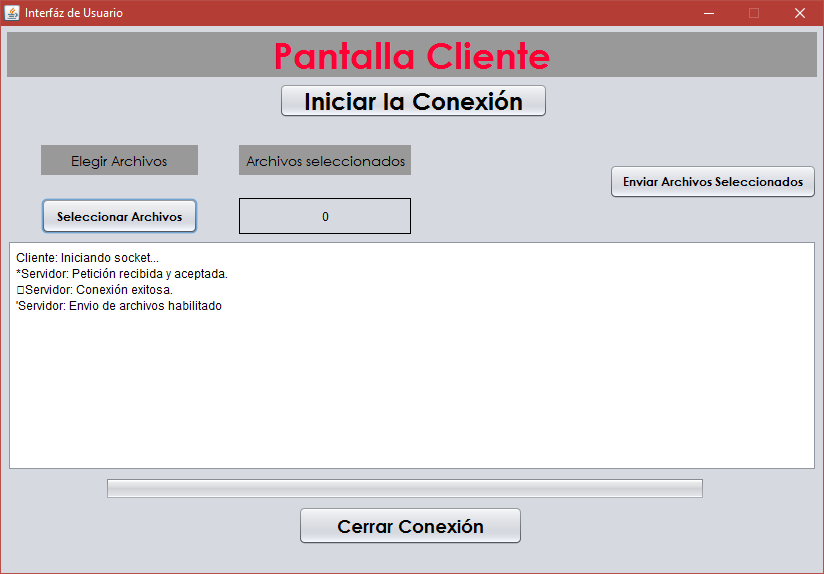 Interfáz de Usuario
Pantalla Cliente
Iniciar la Conexión
Elegir Archivos
Archivos seleccionados
Enviar Archivos Seleccionados
Seleccionar Archivos
0
Cliente: Iniciando socket...
*Servidor: Petición recibida y aceptada.
□Servidor: Conexión exitosa.
'Servidor: Envio de archivos habilitado
Cerrar Conexión